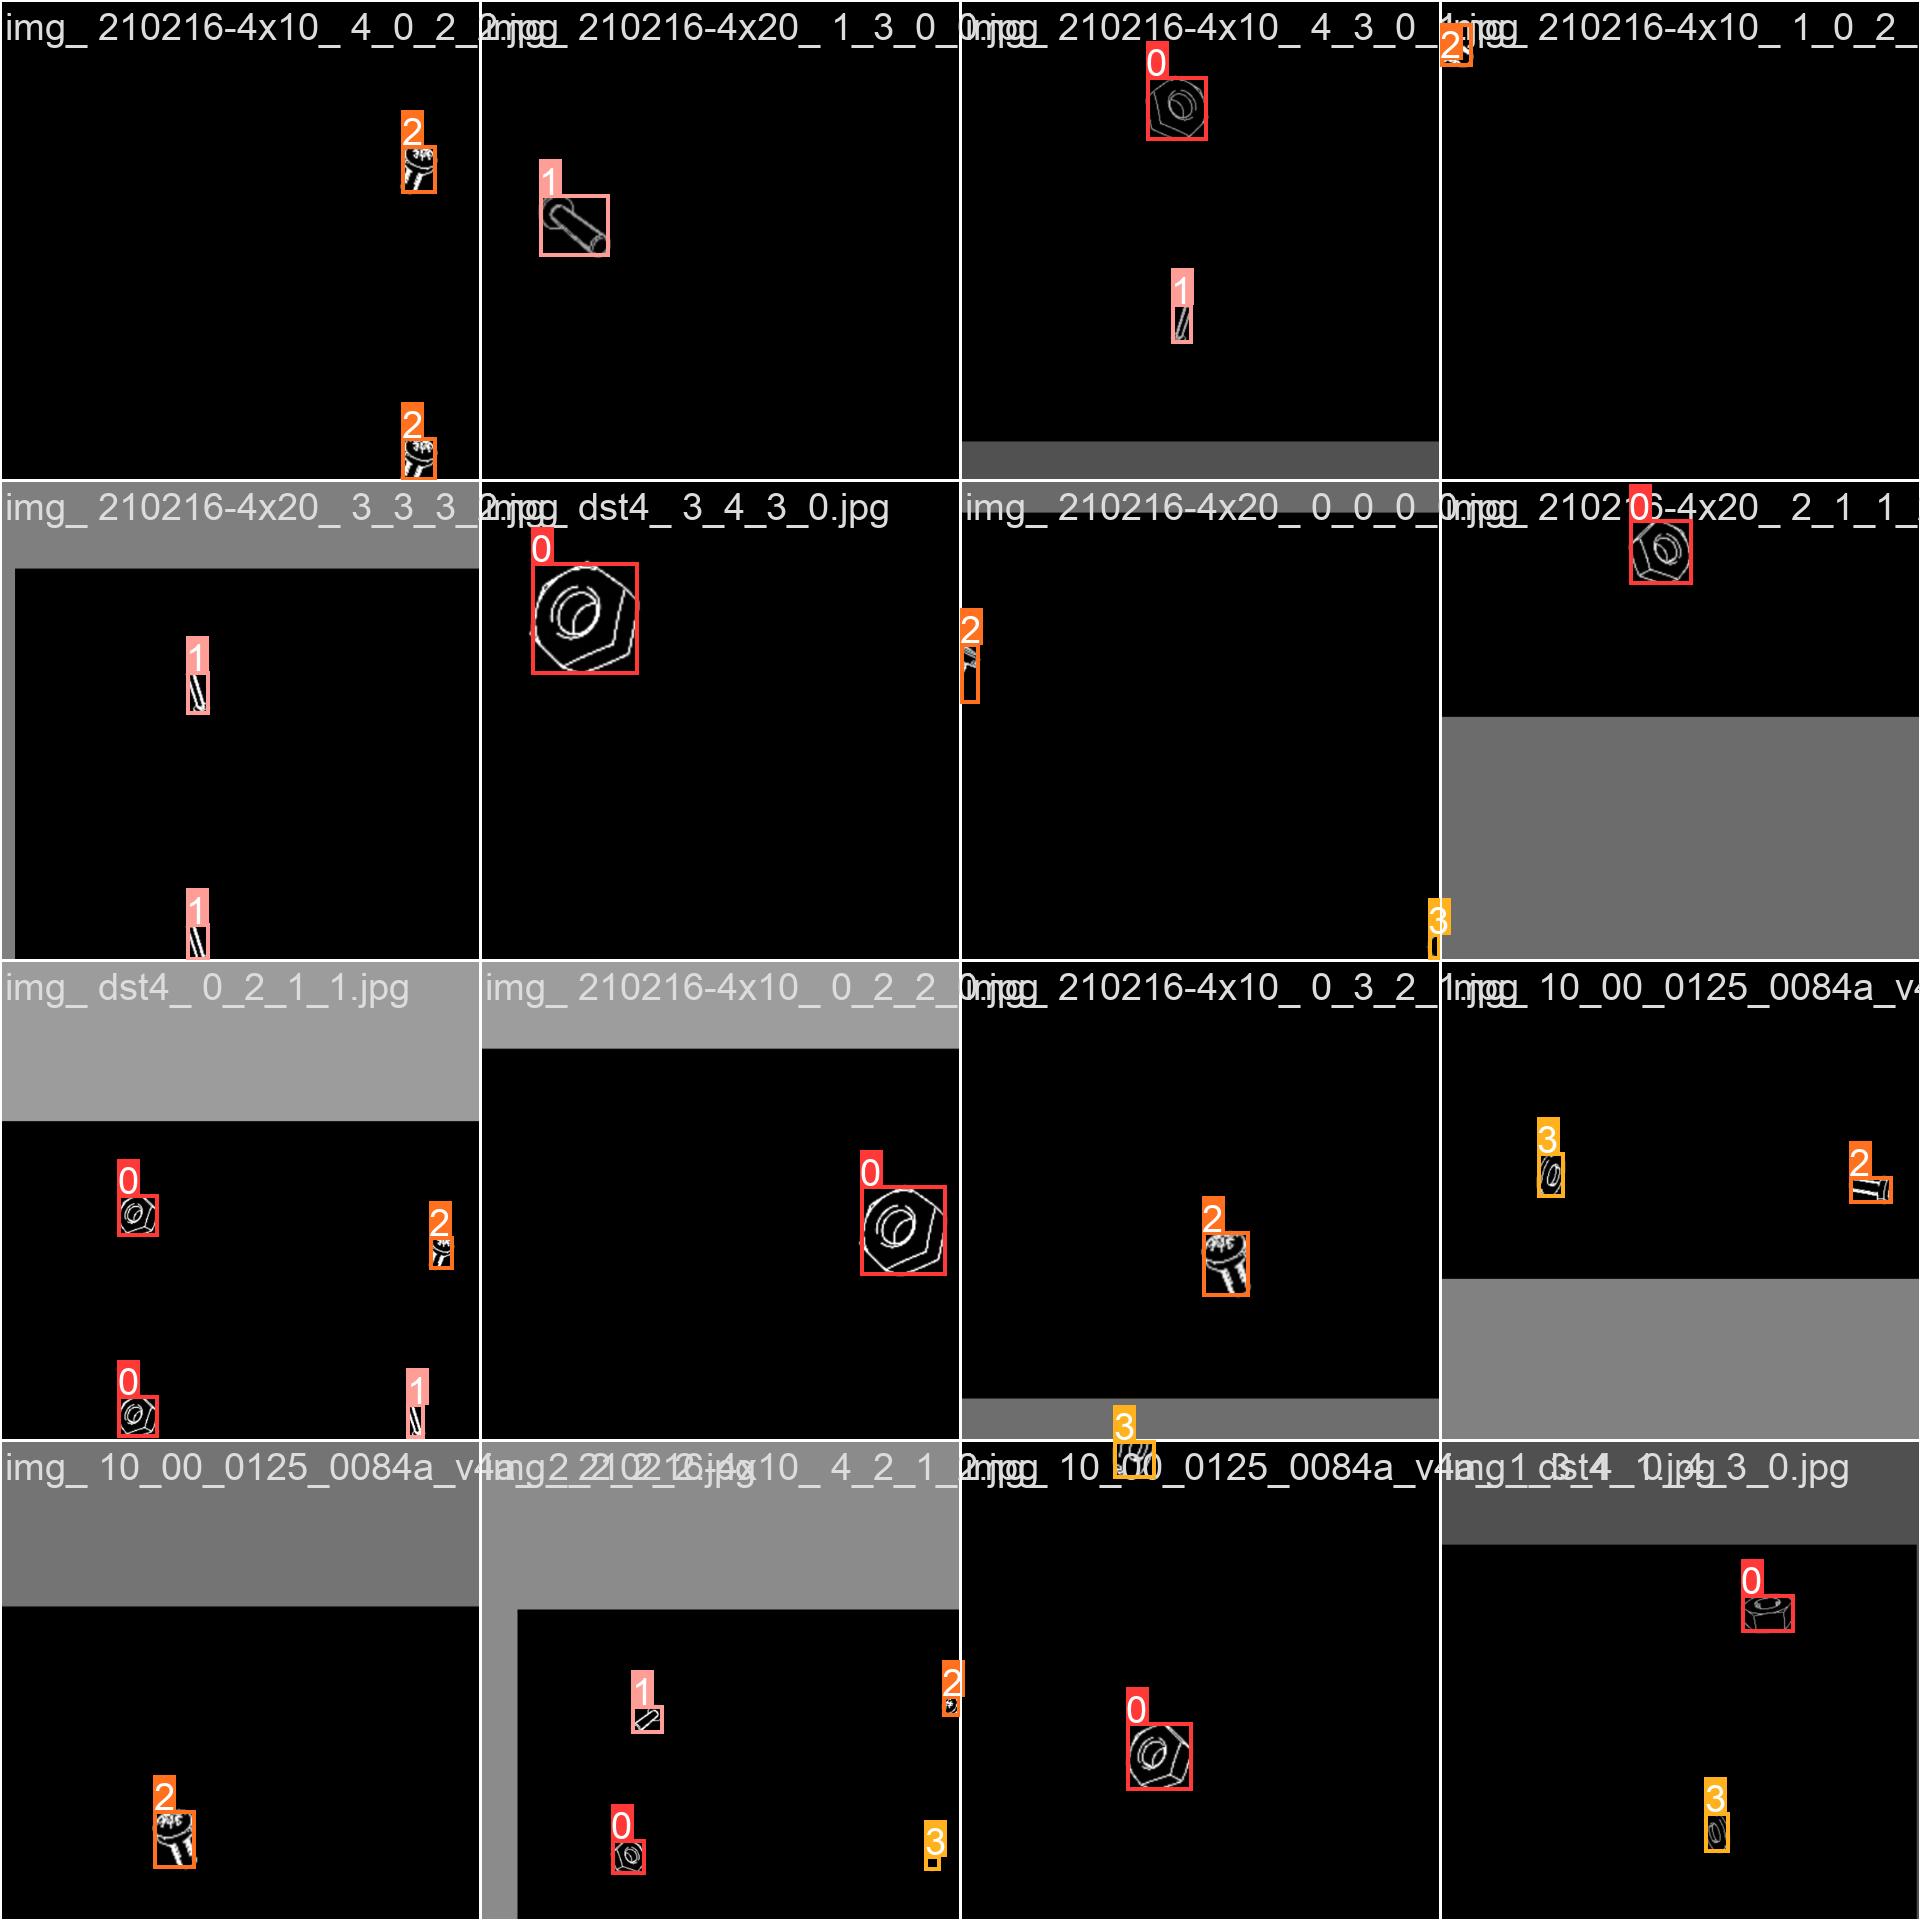 img_ 210216-4x10_ 4_0_2_2.jpg
img_ 210216-4x20_ 1_3_0_0.jpg
img_ 210216-4x10_ 4_3_0_1.jpg
img_ 210216-4x10_ 1_0_2_
0
2
2
1
1
2
img_ 210216-4x20_ 3_3_3_2.jpg
img_ dst4_ 3_4_3_0.jpg
img_ 210216-4x20_ 0_0_0_0.jpg
img_ 210216-4x20_ 2_1_1_
0
0
2
1
1
3
img_ dst4_ 0_2_1_1.jpg
img_ 210216-4x10_ 0_2_2_0.jpg
img_ 210216-4x10_ 0_3_2_1.jpg
img_ 10_00_0125_0084a_v4
3
0
2
0
2
2
0
1
3
img_ 10_00_0125_0084a_v4a_
img_ 210216-4x10_ 4_2_1_2.jpg
img_ 10_00_0125_0084a_v4a_
img_ dst4_ 1_4_3_0.jpg
0
1
2
0
2
0
3
3